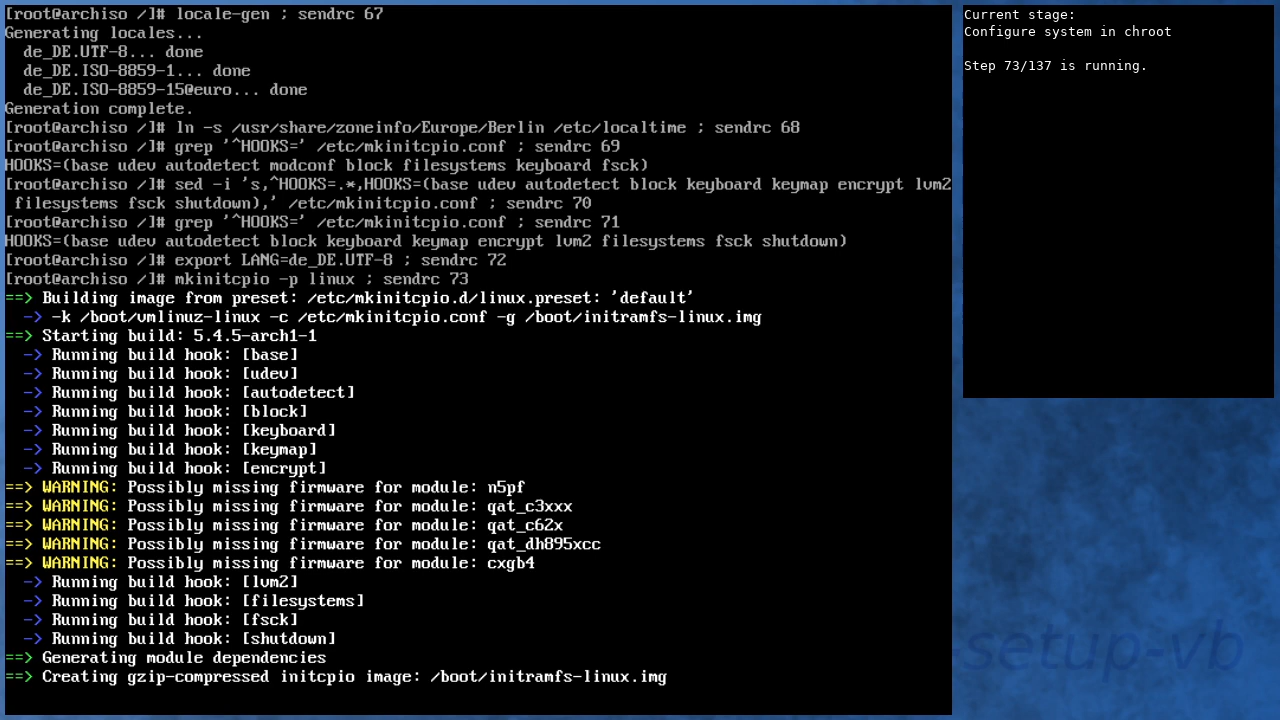 [root@archiso /]# locale-gen ; sendrc 67
Generating locales...
  de_DE.UTF-8... done
  de_DE.ISO-8859-1... done
  de_DE.ISO-8859-15@euro... done
Generation complete.
[root@archiso /]# ln -s /usr/share/zoneinfo/Europe/Berlin /etc/localtime ; sendrc 68
[root@archiso /]# grep '^HOOKS=' /etc/mkinitcpio.conf ; sendrc 69
HOOKS=(base udev autodetect modconf block filesystems keyboard fsck)
[root@archiso /]# sed -i 's,^HOOKS=.*,HOOKS=(base udev autodetect block keyboard keymap encrypt lvm2
 filesystems fsck shutdown),' /etc/mkinitcpio.conf ; sendrc 70
[root@archiso /]# grep '^HOOKS=' /etc/mkinitcpio.conf ; sendrc 71
HOOKS=(base udev autodetect block keyboard keymap encrypt lvm2 filesystems fsck shutdown)
[root@archiso /]# export LANG=de_DE.UTF-8 ; sendrc 72
[root@archiso /]# mkinitcpio -p linux ; sendrc 73
==> Building image from preset: /etc/mkinitcpio.d/linux.preset: 'default'
  -> -k /boot/vmlinuz-linux -c /etc/mkinitcpio.conf -g /boot/initramfs-linux.img
==> Starting build: 5.4.5-arch1-1
  -> Running build hook: [base]
  -> Running build hook: [udev]
  -> Running build hook: [autodetect]
  -> Running build hook: [block]
  -> Running build hook: [keyboard]
  -> Running build hook: [keymap]
  -> Running build hook: [encrypt]
==> WARNING: Possibly missing firmware for module: n5pf
==> WARNING: Possibly missing firmware for module: qat_c3xxx
==> WARNING: Possibly missing firmware for module: qat_c62x
==> WARNING: Possibly missing firmware for module: qat_dh895xcc
==> WARNING: Possibly missing firmware for module: cxgb4
  -> Running build hook: [lvm2]
  -> Running build hook: [filesystems]
  -> Running build hook: [fsck]
  -> Running build hook: [shutdown]
==> Generating module dependencies
==> Creating gzip-compressed initcpio image: /boot/initramfs-linux.img
Current stage:
Configure system in chroot
Step 73/137 is running.
-setup-vb